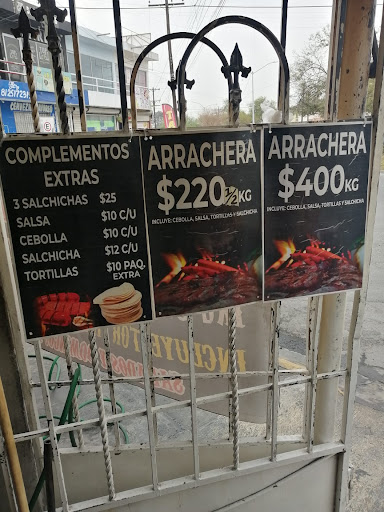 COMPLEMENTOS
EXTRAS
3 SALCHICHAS $25
SALSA $10 C/U
CEBOLLA $10 C/U
SALCHICHA $12 C/U
TORTILLAS $10 PAQ.
EXTRA
ARRACHERA
$220 1/2 KG
INCLUYE: CEBOLLA, SALSA, TORTILLAS Y SALCHICHA
ARRACHERA
$400 KG
INCLUYE: CEBOLLA, SALSA, TORTILLAS Y SALCHICHA
INCLUYE